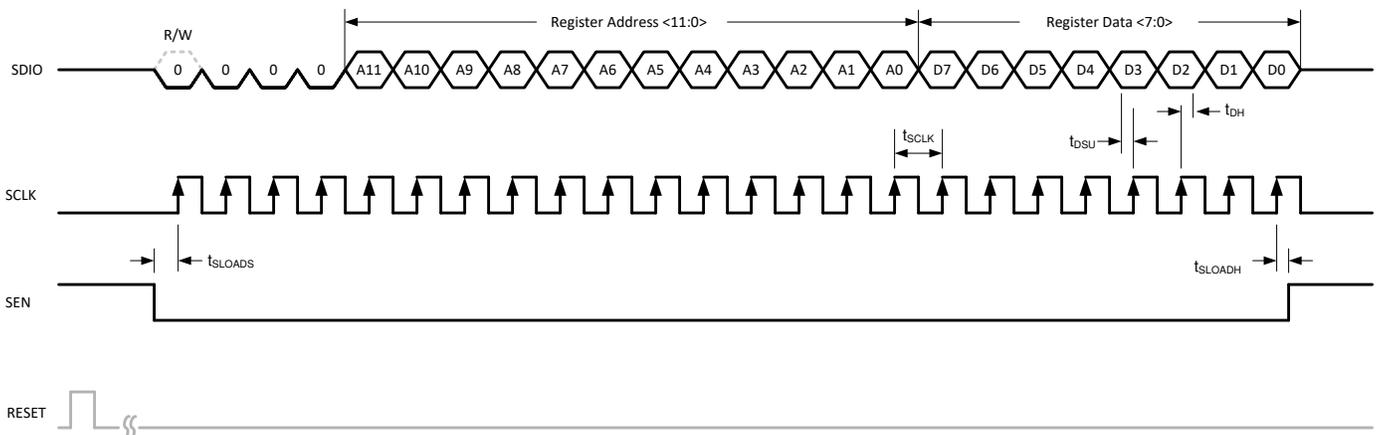 Register Address <11:0>
Register Data <7:0>
R/W
SDIO
0 0 0 0 A11 A10 A9 A8 A7 A6 A5 A4 A3 A2 A1 A0 D7 D6 D5 D4 D3 D2 D1 D0
tDH
tSCLK
tDSU
SCLK
tSLOADS
tSLOADH
SEN
RESET